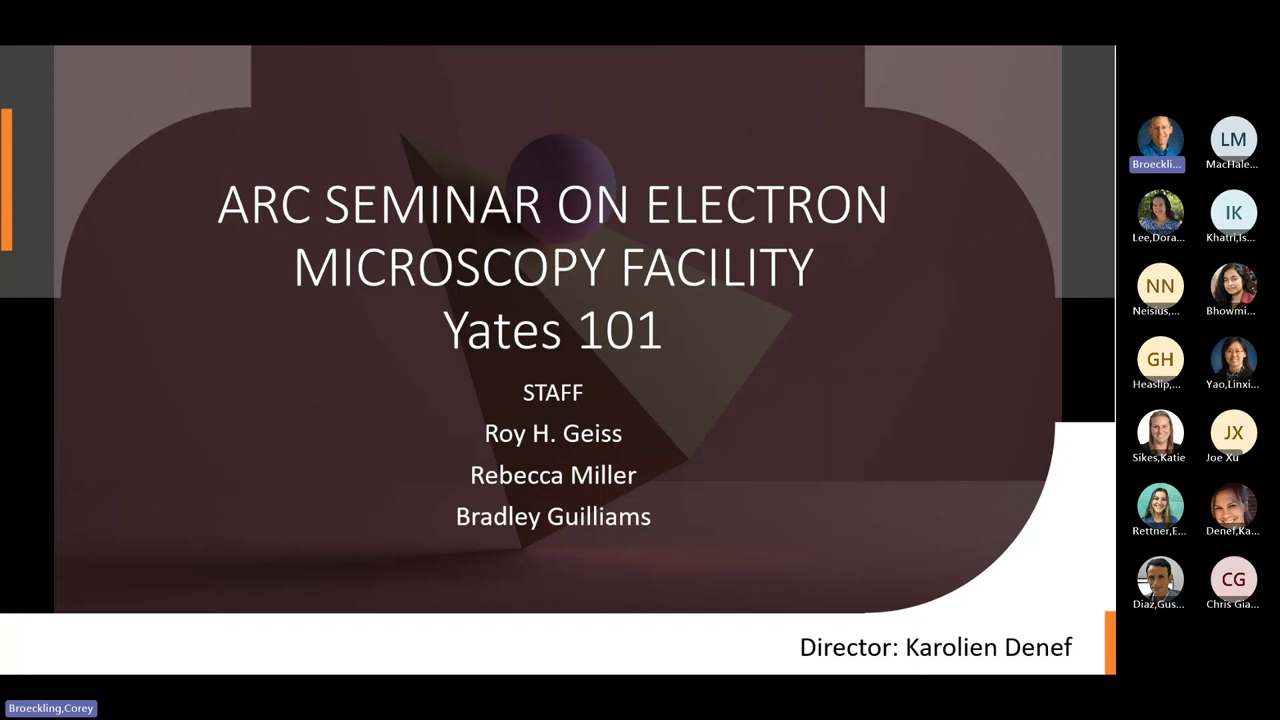 ARC SEMINAR ON ELECTRON
MICROSCOPY FACILITY
Yates 101
STAFF
Roy H. Geiss
Rebecca Miller
Bradley Guilliams
Director: Karolien Denef
Broeckli...
LM
MacHale...
Lee,Dora...
IK
Khatri,Is...
NN
Neisius,...
Bhowmi...
GH
Heaslip,...
Yao,Linxi...
Sikes,Katie
JX
Joe Xu
Rettner,E...
Denef,Ka...
Diaz,Gus...
CG
Chris Gia...
Broeckling,Corey